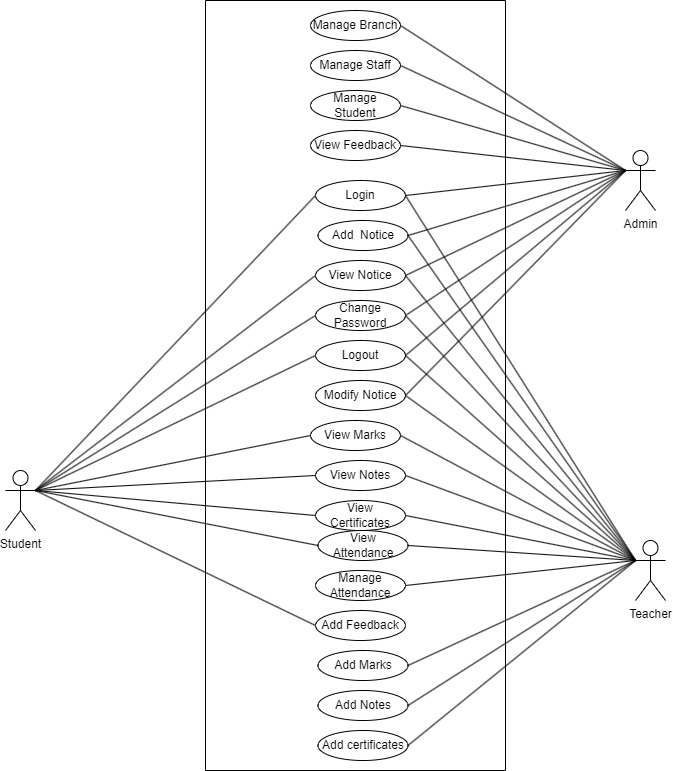 Manage Branch
Manage Staff
Manage
Student
View Feedback
Login
Admin
Add Notice
View Notice
Change
Password
Logout
Modify Notice
View Marks
View Notes
View
Certificates
Student
View
Attendance
Manage
Attendance
Teacher
Add Feedback
Add Marks
Add Notes
Add certificates